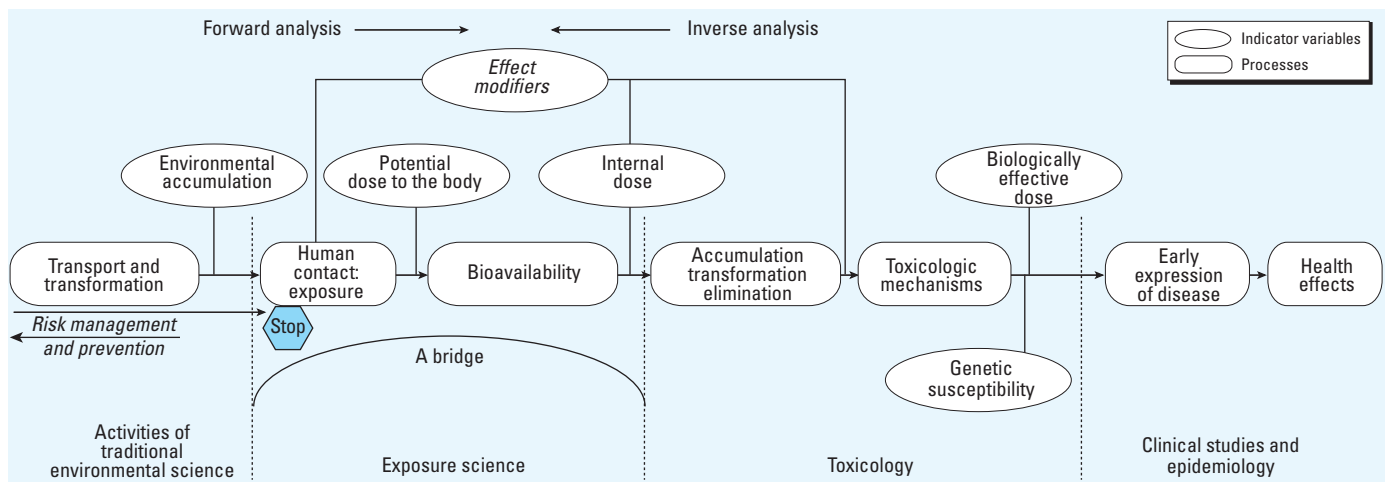 Forward analysis
Inverse analysis
Indicator variables
Processes
Effect
modifiers
Environmental
accumulation
Potential
dose to the body
Internal
dose
Biologically
effective
dose
Transport and
transformation
Human
contact:
exposure
Bioavailability
Accumulation
transformation
elimination
Toxicologic
mechanisms
Early
expression
of disease
Health
effects
Risk management
and prevention
Stop
A bridge
Genetic
susceptibility
Activities of
traditional
environmental science
Exposure science
Toxicology
Clinical studies and
epidemiology